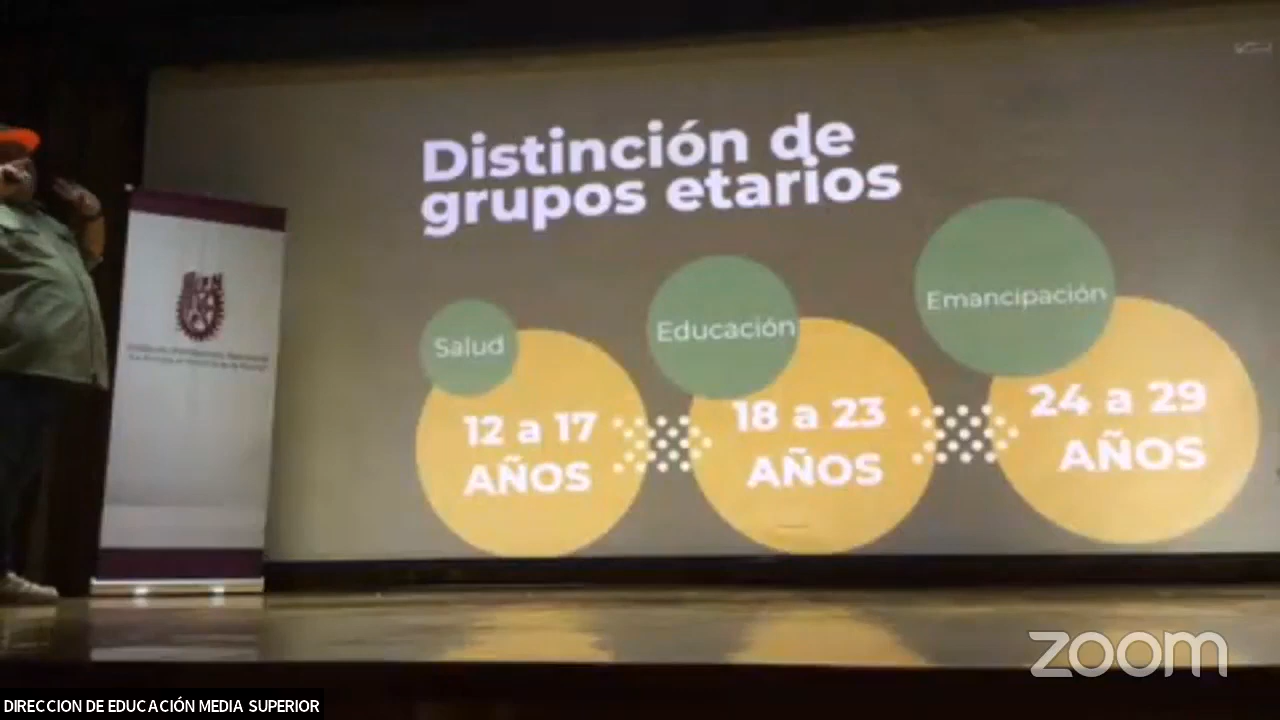 Distinción de
grupos etarios
Salud
Educación
Emancipación
12 a 17
AÑOS
18 a 23
AÑOS
24 a 29
AÑOS
zoom
DIRECCION DE EDUCACIÓN MEDIA SUPERIOR